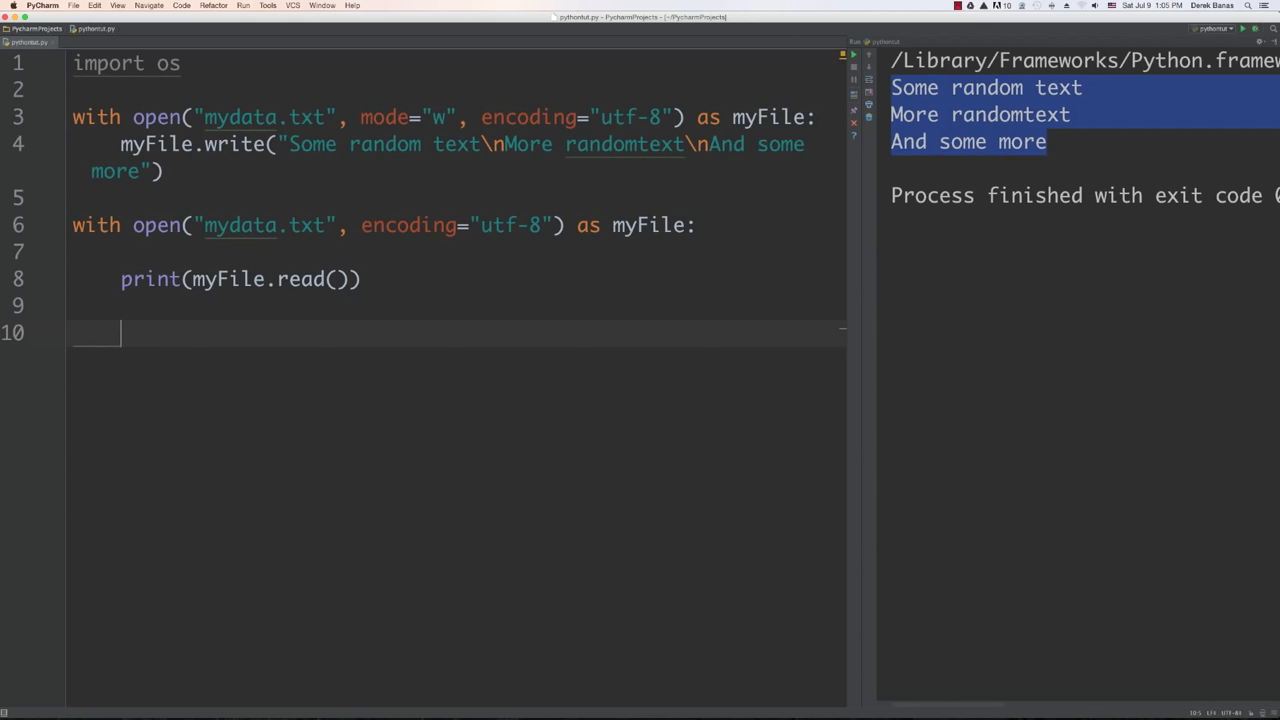 PyCharm File Edit View Navigate Code Refactor Run Tools VCS Window Help 10 Sat Jul 9 1:05 PM Derek Banas
pythontut.py - PycharmProjects - [~/PycharmProjects]
PycharmProjects pythontut.py pythontut
pythontut.py Run pythontut
1 import os
2
3 with open("mydata.txt", mode="w", encoding="utf-8") as myFile:
4 myFile.write("Some random text\nMore randomtext\nAnd some
more")
5
6 with open("mydata.txt", encoding="utf-8") as myFile:
7
8 print(myFile.read())
9
10
/Library/Frameworks/Python.framew
Some random text
More randomtext
And some more
Process finished with exit code 0
10:5 LF÷ UTF-8÷